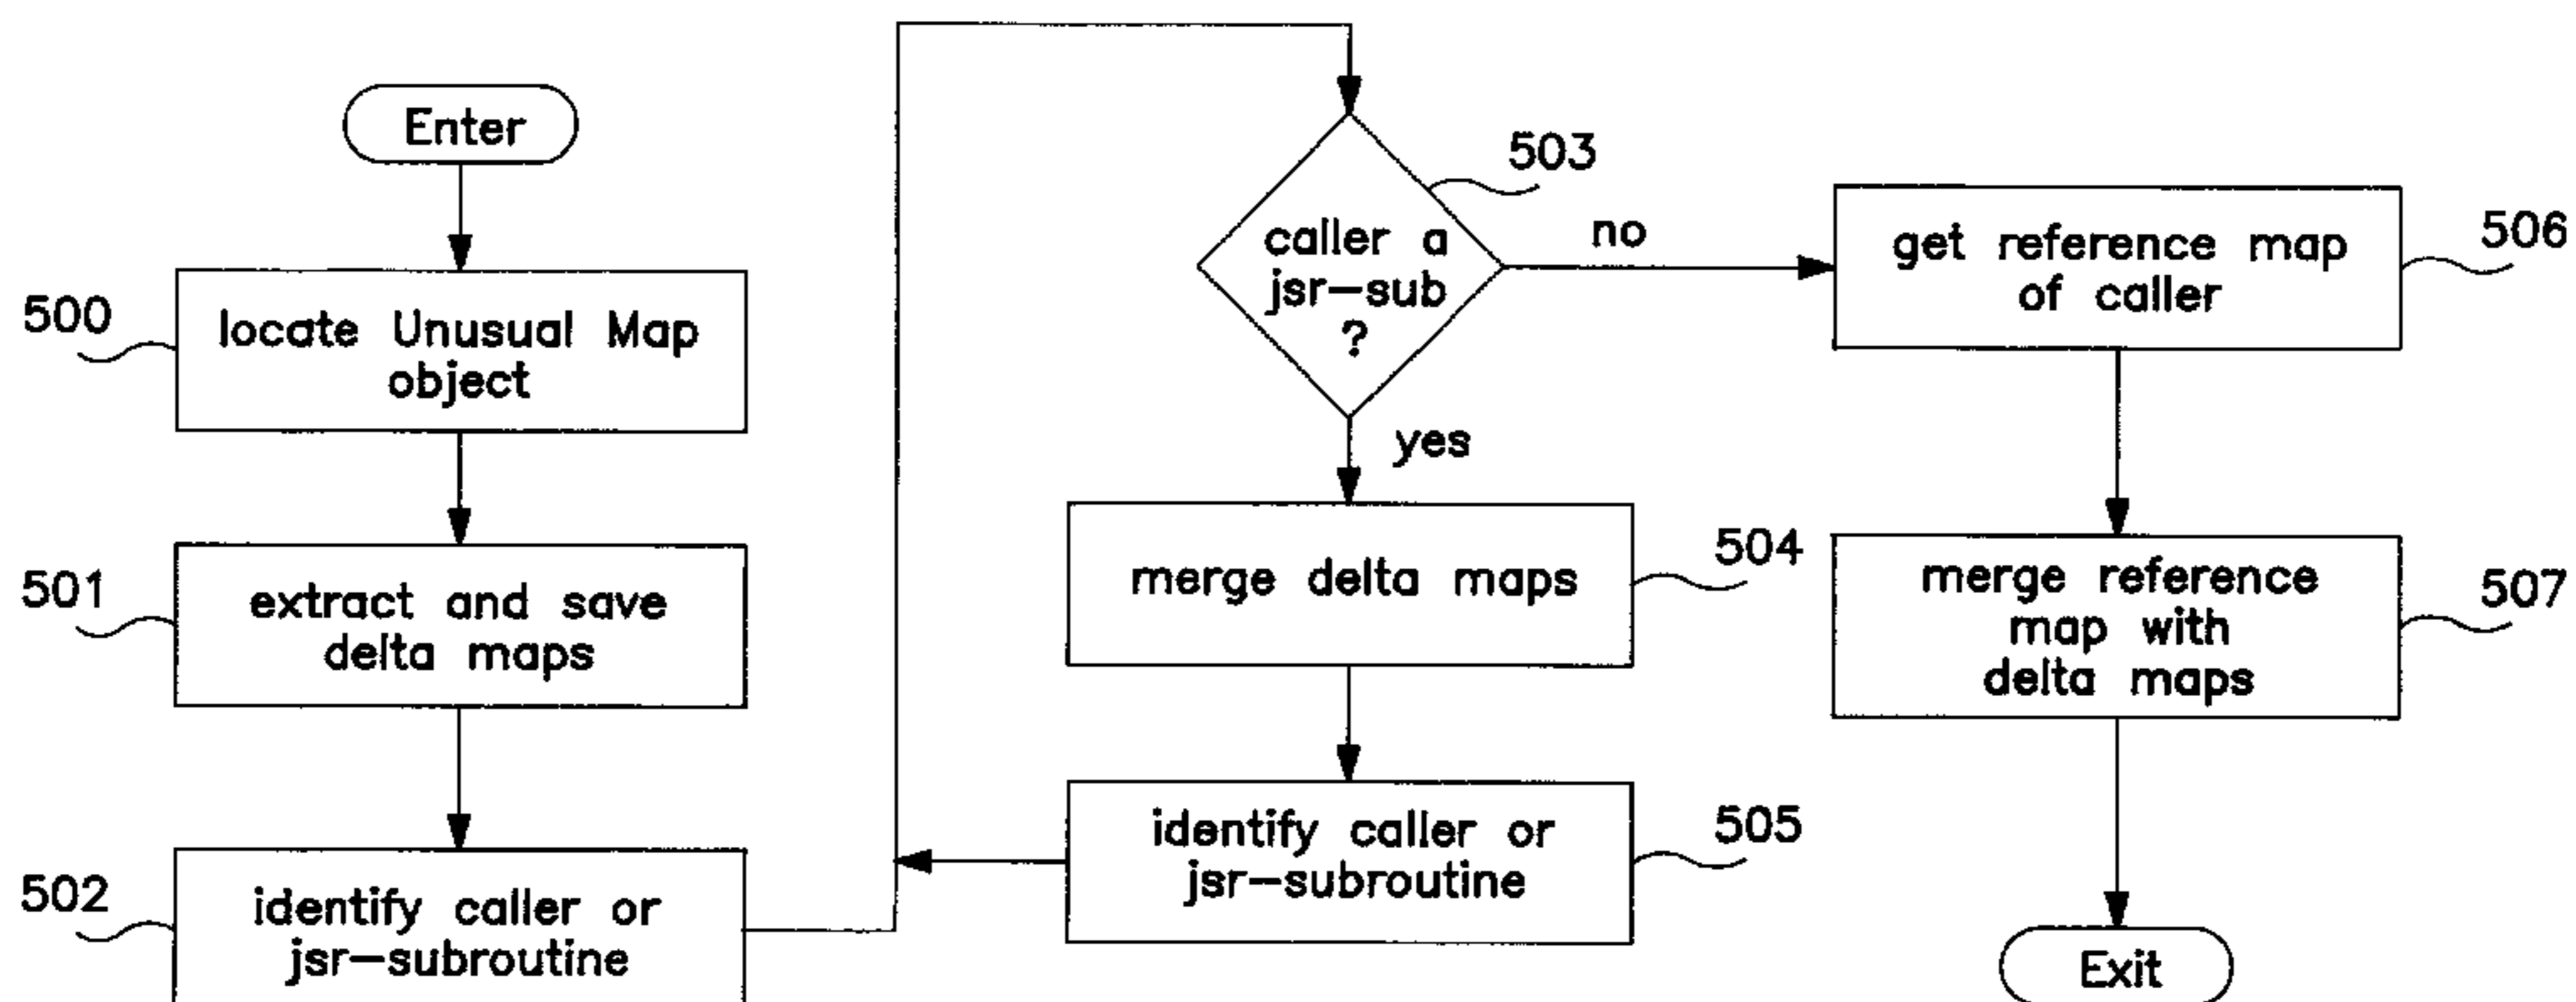 Enter
500
locate Unusual Map
object
501
extract and save
delta maps
502
identify caller or
jsr-subroutine
503
caller a
jsr-sub
?
no
yes
504
merge delta maps
505
identify caller or
jsr-subroutine
506
get reference map
of caller
507
merge reference
map with
delta maps
Exit